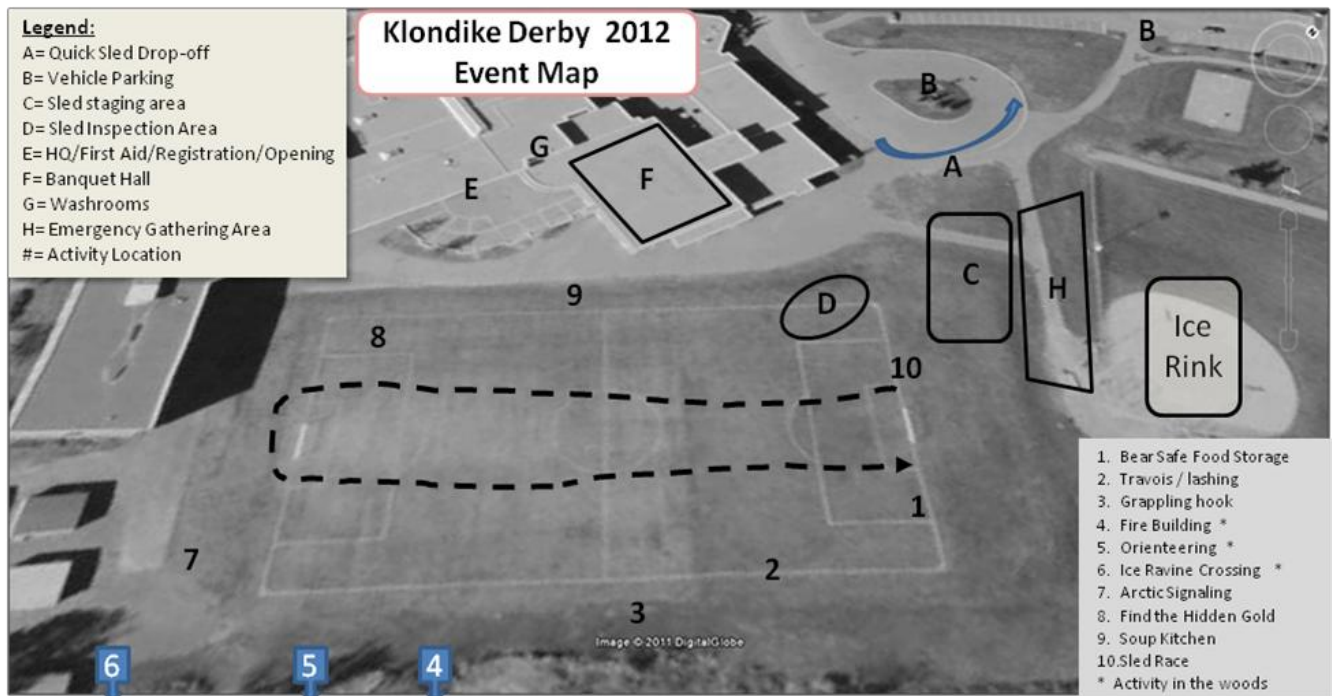 Legend:
A= Quick Sled Drop-off
B= Vehicle Parking
C= Sled staging area
D= Sled Inspection Area
E= HQ/First Aid/Registration/Opening
F= Banquet Hall
G= Washrooms
H= Emergency Gathering Area
#= Activity Location
Klondike Derby 2012
Event Map
B
B
N
A
G
F
E
C
H
D
Ice
Rink
9
8
10
1
7
2
3
Image © 2011 DigitalGlobe
6
5
4
1. Bear Safe Food Storage
2. Travois / lashing
3. Grappling hook
4. Fire Building *
5. Orienteering *
6. Ice Ravine Crossing *
7. Arctic Signaling
8. Find the Hidden Gold
9. Soup Kitchen
10.Sled Race
* Activity in the woods